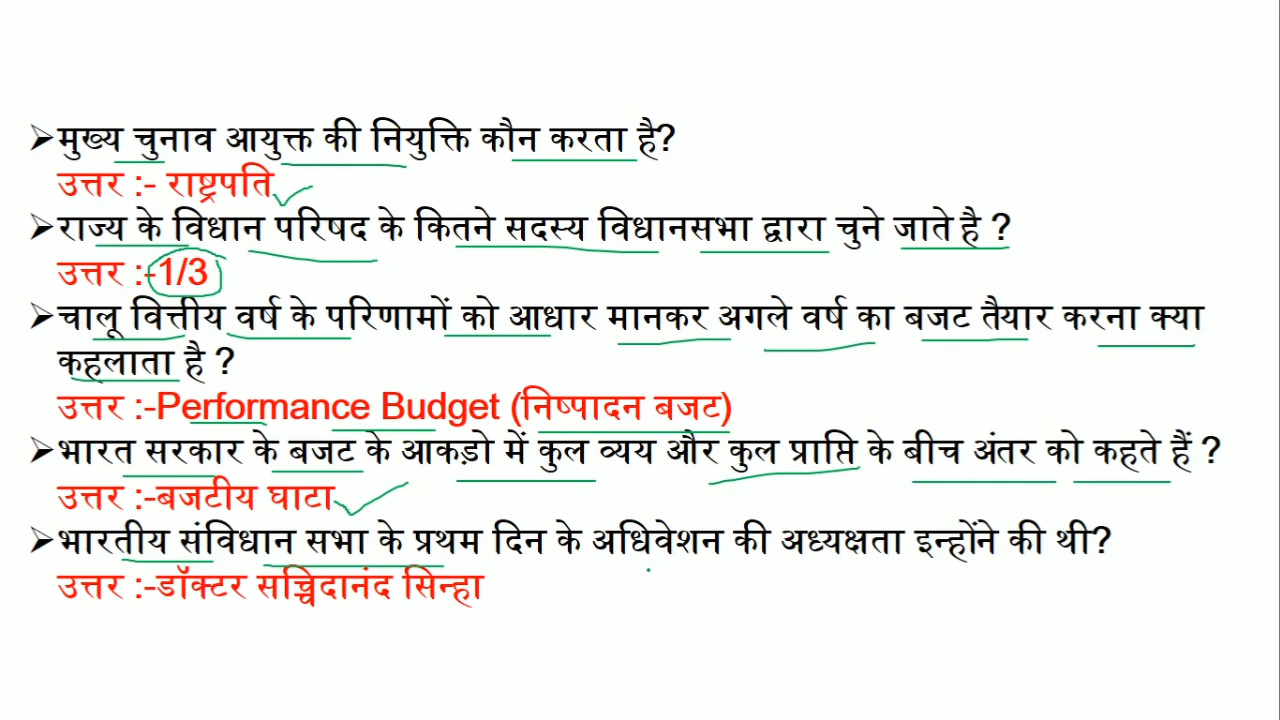 ➢मुख्य चुनाव आयुक्त की नियुक्ति कौन करता है?
उत्तर :- राष्ट्रपति
➢राज्य के विधान परिषद के कितने सदस्य विधानसभा द्वारा चुने जाते है ?
उत्तर :-1/3
➢चालू वित्तीय वर्ष के परिणामों को आधार मानकर अगले वर्ष का बजट तैयार करना क्या
कहलाता है ?
उत्तर :-Performance Budget (निष्पादन बजट)
➢भारत सरकार के बजट के आकड़ो में कुल व्यय और कुल प्राप्ति के बीच अंतर को कहते हैं ?
उत्तर :-बजटीय घाटा
➢भारतीय संविधान सभा के प्रथम दिन के अधिवेशन की अध्यक्षता इन्होंने की थी?
उत्तर :-डॉक्टर सच्चिदानंद सिन्हा